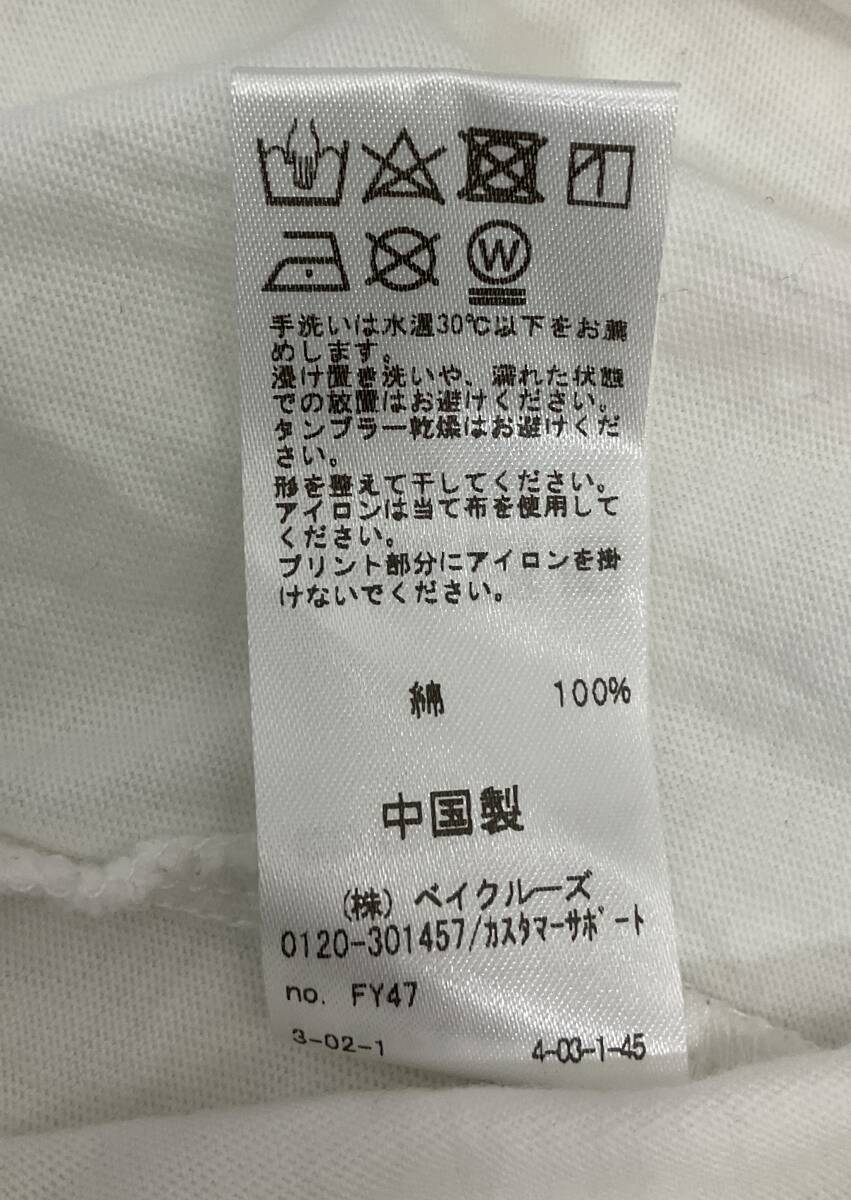 W
手洗いは水温30℃以下をお薦
めします。
浸け置き洗いや、濡れた状態
での放置はお避けください。
タンブラー乾燥はお避けくだ
さい。
形を整えて干してください。
アイロンは当て布を使用して
ください。
プリント部分にアイロンを掛
けないでください。
綿 100%
中国製
(株) ベイクルーズ
0120-301457/カスタマーサポート
no. FY47
3-02-1 4-03-1-45